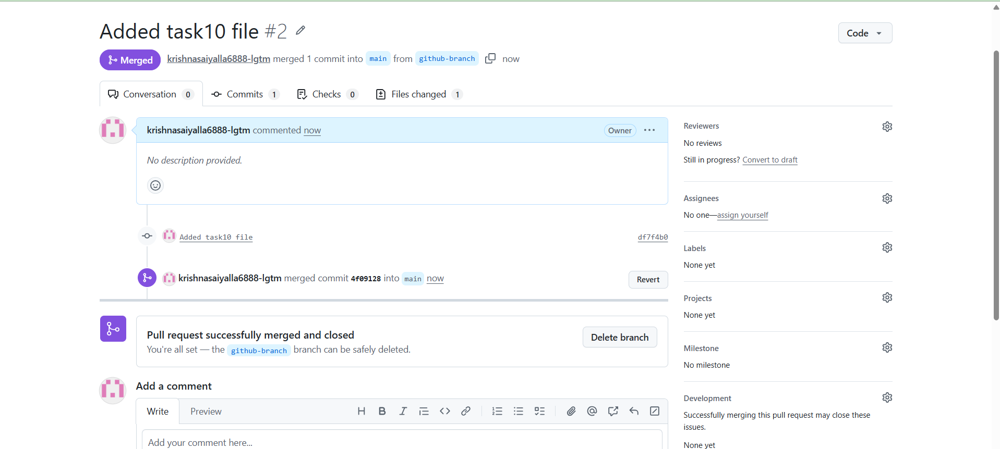 Added task10 file #2
Code
Merged krishnasaiyalla6888-lgtm merged 1 commit into main from github-branch now
Conversation 0 Commits 1 Checks 0 Files changed 1
krishnasaiyalla6888-lgtm commented now Owner
No description provided.
Added task10 file df7f4b0
krishnasaiyalla6888-lgtm merged commit 4f09128 into main now Revert
Pull request successfully merged and closed
You're all set — the github-branch branch can be safely deleted.
Delete branch
Add a comment
Write Preview
Add your comment here...
Reviewers
No reviews
Still in progress? Convert to draft
Assignees
No one—assign yourself
Labels
None yet
Projects
None yet
Milestone
No milestone
Development
Successfully merging this pull request may close these
issues.
None yet